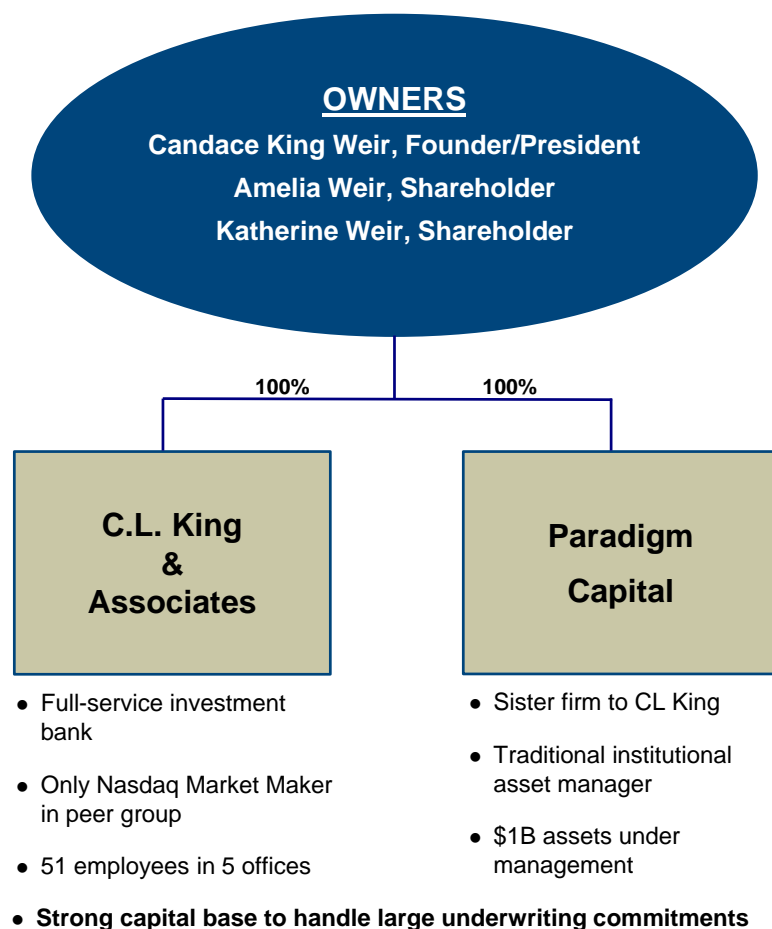 OWNERS
Candace King Weir, Founder/President
Amelia Weir, Shareholder
Katherine Weir, Shareholder
100%
100%
C.L. King
&
Associates
Paradigm
Capital
● Full-service investment
bank
● Only Nasdaq Market Maker
in peer group
● 51 employees in 5 offices
● Sister firm to CL King
● Traditional institutional
asset manager
● $1B assets under
management
● Strong capital base to handle large underwriting commitments